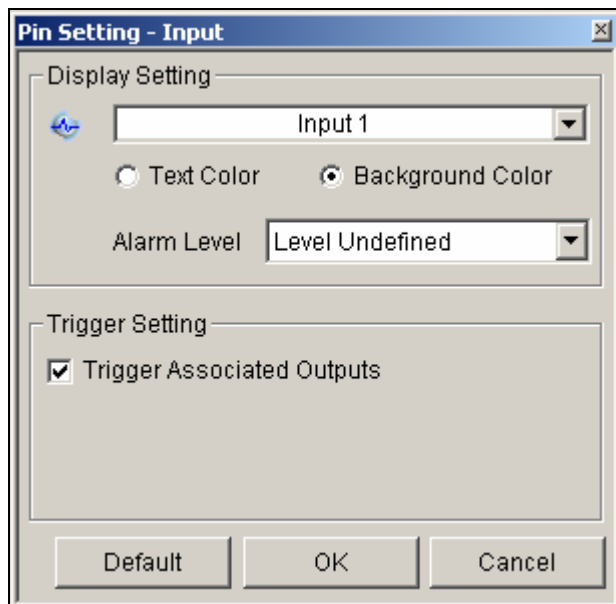 Pin Setting - Input
Display Setting
Input 1
Text Color Background Color
Alarm Level Level Undefined
Trigger Setting
Trigger Associated Outputs
Default OK Cancel